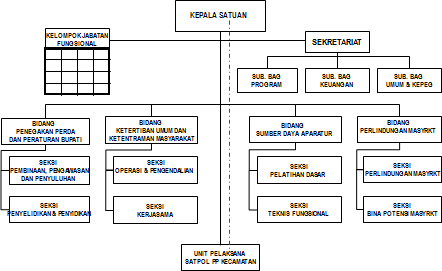 KEPALA SATUAN
KELOMPOK JABATAN
FUNGSIONAL
SEKRETARIAT
SUB. BAG
PROGRAM
SUB. BAG
KEUANGAN
SUB. BAG
UMUM & KEPEG
BIDANG
PENEGAKAN PERDA
DAN PERATURAN BUPATI
BIDANG
KETERTIBAN UMUM DAN
KETENTRAMAN MASYARAKAT
BIDANG
SUMBER DAYA APARATUR
BIDANG
PERLINDUNGAN MASYRKT
SEKSI
PEMBINAAN, PENGAWASAN
DAN PENYULUHAN
SEKSI
OPERASI & PENGENDALIAN
SEKSI
PELATIHAN DASAR
SEKSI
PERLINDUNGAN MASYRKT
SEKSI
PENYELIDIKAN & PENYIDIKAN
SEKSI
KERJASAMA
SEKSI
TEKNIS FUNGSIONAL
SEKSI
BINA POTENSI MASYRKT
UNIT PELAKSANA
SATPOL PP KECAMATAN